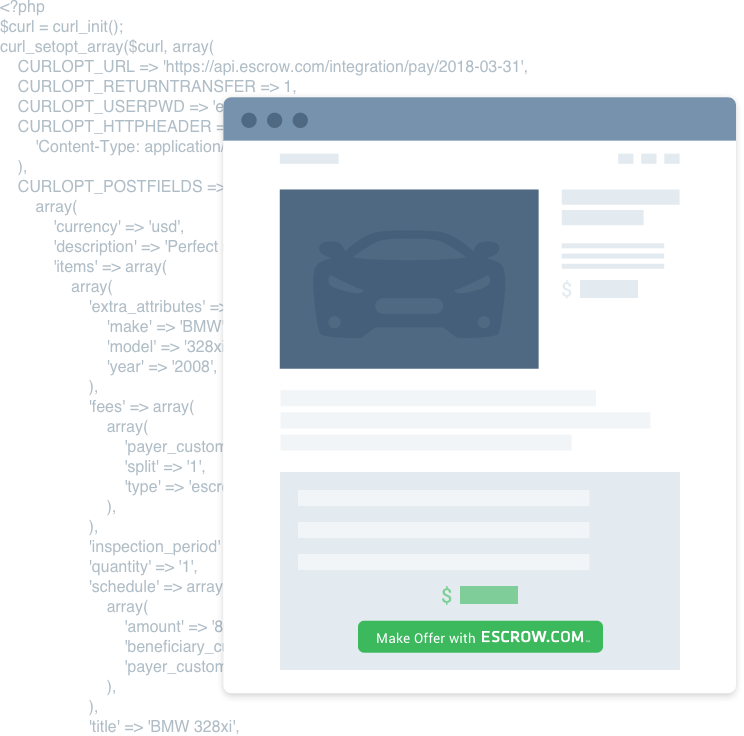 <?php
$curl = curl_init();
curl_setopt_array($curl, array(
CURLOPT_URL => 'https://api.escrow.com/integration/pay/2018-03-31',
CURLOPT_RETURNTRANSFER => 1,
CURLOPT_USERPWD => 'e
CURLOPT_HTTPHEADER =
'Content-Type: application/
),
CURLOPT_POSTFIELDS =>
array(
'currency' => 'usd',
'description' => 'Perfect
'items' => array(
array(
'extra_attributes' =>
'make' => 'BMW'
'model' => '328xi
'year' => '2008',
),
'fees' => array(
array(
'payer_custom
'split' => '1',
'type' => 'escr
),
),
'inspection_period'
'quantity' => '1',
'schedule' => array
array(
'amount' => '8
'beneficiary_cu
'payer_custom
),
),
'title' => 'BMW 328xi',
$
$
Make Offer with ESCROW.COM